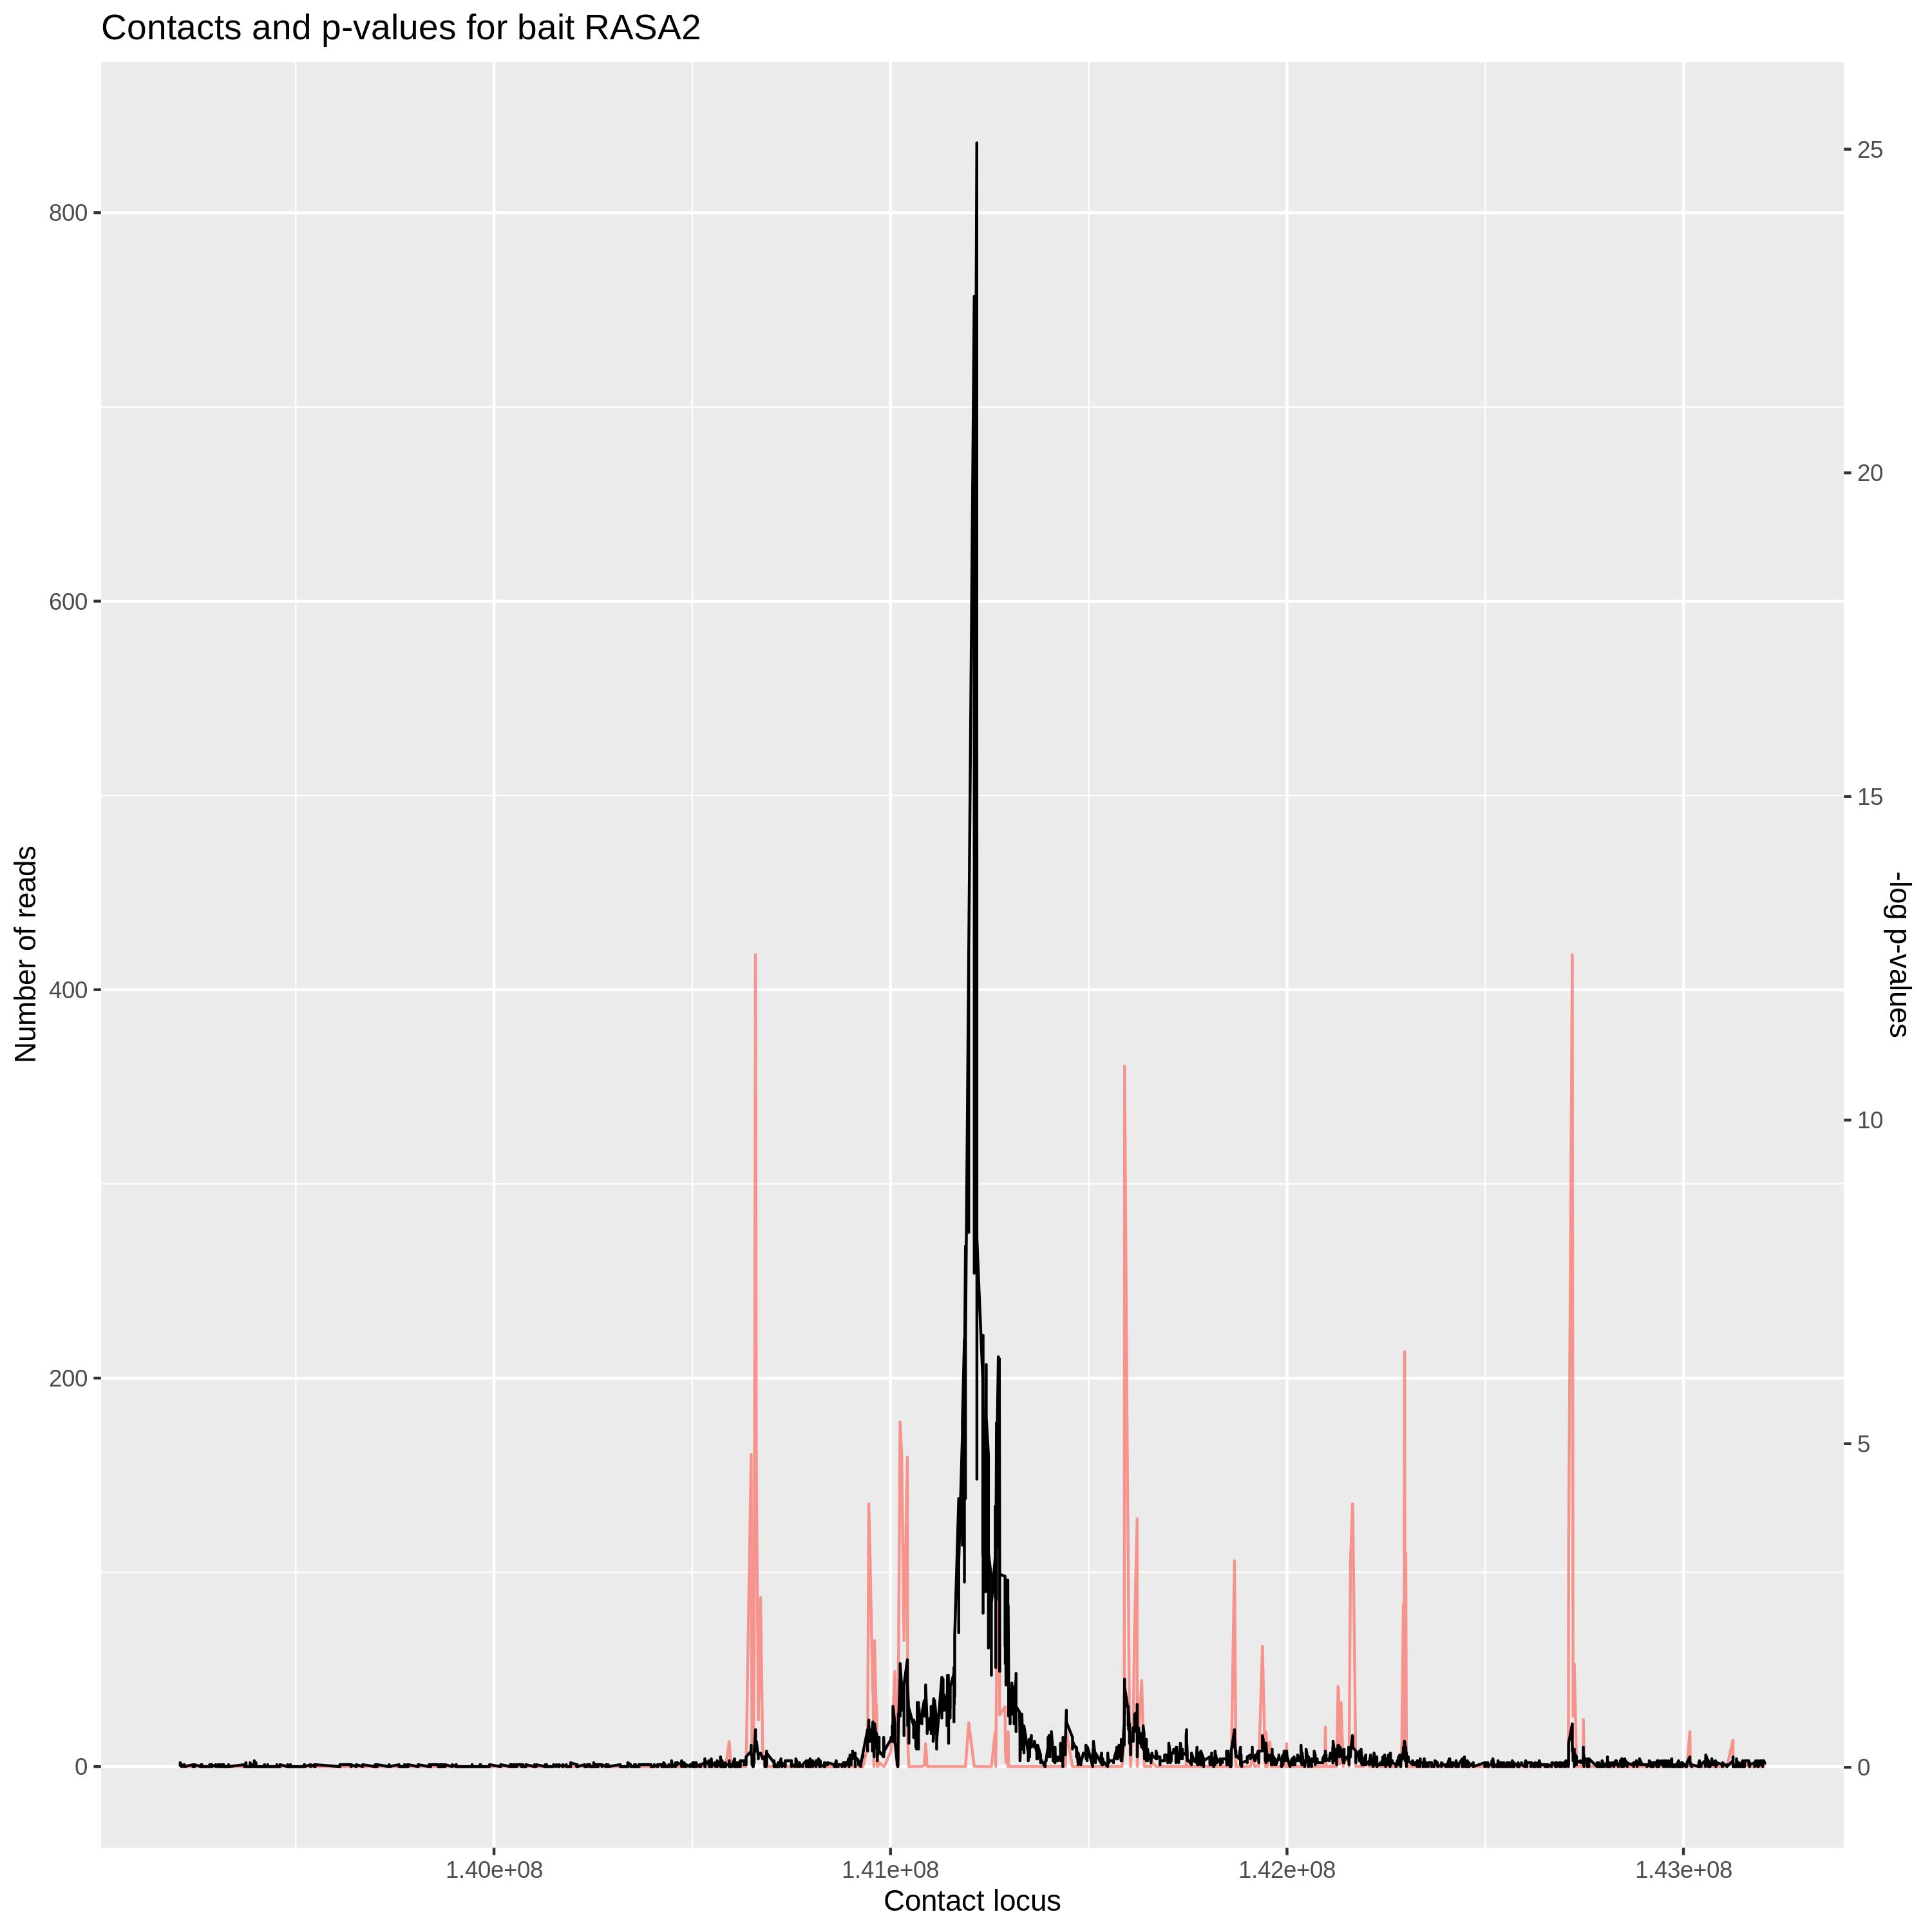 Contacts and p-values for bait RASA2
Number of reads
800
600
400
200
0
25
20
15
10
5
0
-log p-values
1.40e+08 1.41e+08 1.42e+08 1.43e+08
Contact locus